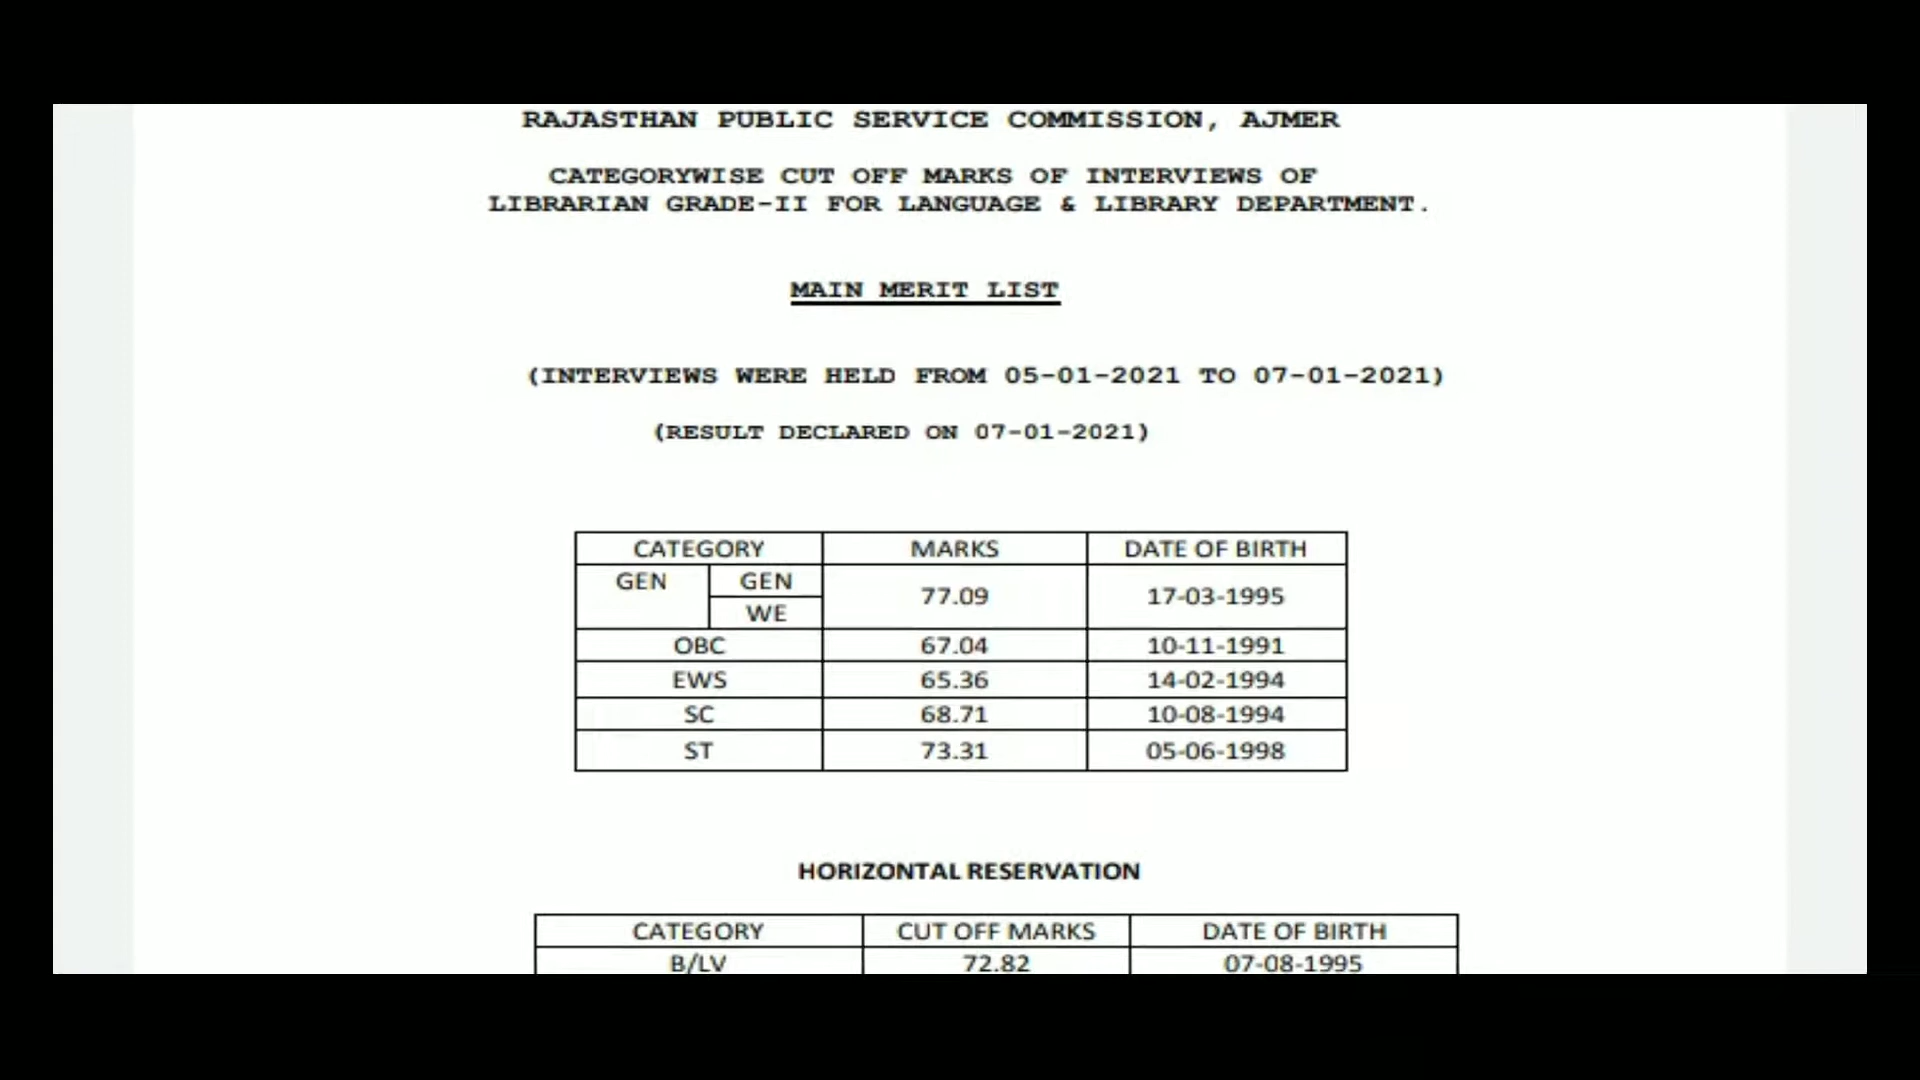 RAJASTHAN PUBLIC SERVICE COMMISSION, AJMER
CATEGORYWISE CUT OFF MARKS OF INTERVIEWS OF
LIBRARIAN GRADE-II FOR LANGUAGE & LIBRARY DEPARTMENT.
MAIN MERIT LIST
(INTERVIEWS WERE HELD FROM 05-01-2021 TO 07-01-2021)
(RESULT DECLARED ON 07-01-2021)
CATEGORY MARKS DATE OF BIRTH
GEN GEN 77.09 17-03-1995
WE
OBC 67.04 10-11-1991
EWS 65.36 14-02-1994
SC 68.71 10-08-1994
ST 73.31 05-06-1998
HORIZONTAL RESERVATION
CATEGORY CUT OFF MARKS DATE OF BIRTH
B/LV 72.82 07-08-1995